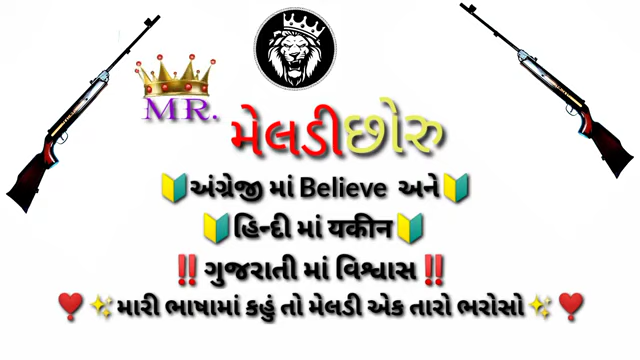 MR.
મેલડીછોરુ
🔰અંગ્રેજી માં Believe અને🔰
🔰હિન્દી માં यकीन🔰
‼️ગુજરાતી માં વિશ્વાસ‼️
❣️✨મારી ભાષામાં કહું તો મેલડી એક તારો ભરોસો✨❣️